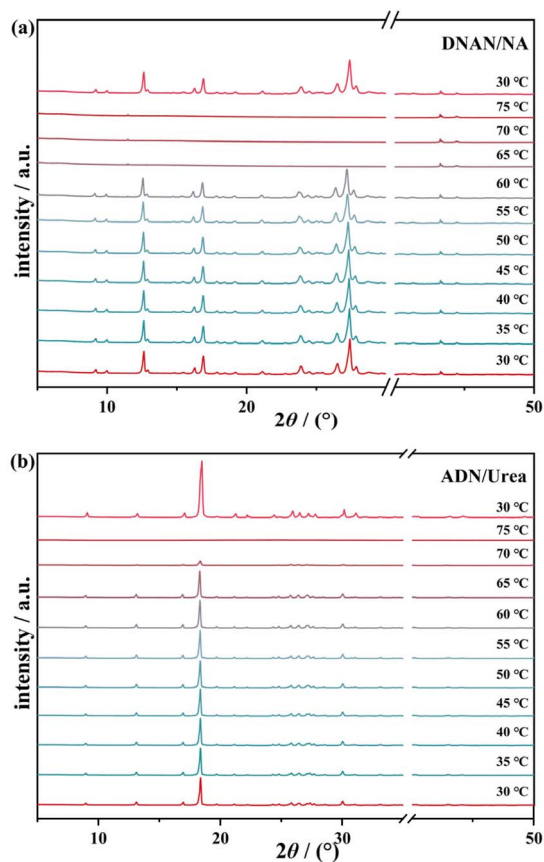 (a)
DNAN/NA
30 °C
75 °C
70 °C
65 °C
60 °C
55 °C
50 °C
45 °C
40 °C
35 °C
30 °C
intensity / a.u.
10 20 50
2θ / (°)
(b)
ADN/Urea
30 °C
75 °C
70 °C
65 °C
60 °C
55 °C
50 °C
45 °C
40 °C
35 °C
30 °C
intensity / a.u.
10 20 30 50
2θ / (°)